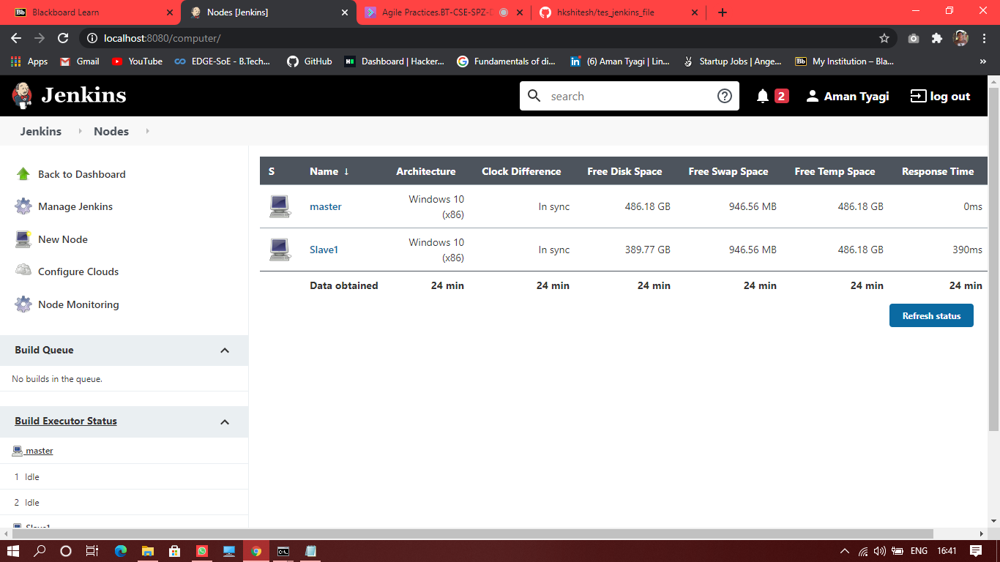 Blackboard Learn
Nodes [Jenkins]
Agile Practices.BT-CSE-SPZ-
hkshitesh/tes_jenkins_file
localhost:8080/computer/
Apps Gmail YouTube EDGE-SoE - B.Tech... GitHub Dashboard | Hacker... Fundamentals of di... (6) Aman Tyagi | Lin... Startup Jobs | Ange... My Institution – Bla... »
Jenkins search 2 Aman Tyagi log out
Jenkins Nodes
Back to Dashboard
Manage Jenkins
New Node
Configure Clouds
Node Monitoring
Build Queue
No builds in the queue.
Build Executor Status
master
1 Idle
2 Idle
Slave1
S Name ↓ Architecture Clock Difference Free Disk Space Free Swap Space Free Temp Space Response Time
master Windows 10 (x86) In sync 486.18 GB 946.56 MB 486.18 GB 0ms
Slave1 Windows 10 (x86) In sync 389.77 GB 946.56 MB 486.18 GB 390ms
Data obtained 24 min 24 min 24 min 24 min 24 min 24 min
Refresh status
ENG 16:41